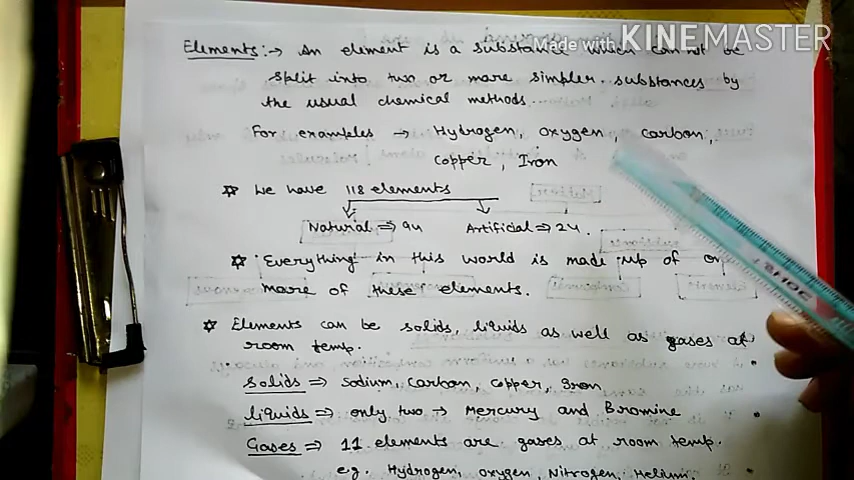 Made with KINEMASTER
Elements:→ An element is a substance which can not be
split into two or more simpler substances by
the usual chemical methods..
For examples → Hydrogen, oxygen, carbon,
copper, Iron
☆ We have 118 elements
Natural ⇒ 94 Artificial ⇒ 24.
☆ Everything in this world is made up of or
more of these elements.
☆ Elements can be solids, liquids as well as gases at
room temp.
Solids ⇒ Sodium, carbon, copper, Iron
liquids ⇒ only two → Mercury and Bromine
Gases ⇒ 11 elements are gases at room temp.
eg. Hydrogen, oxygen, Nitrogen, Helium.